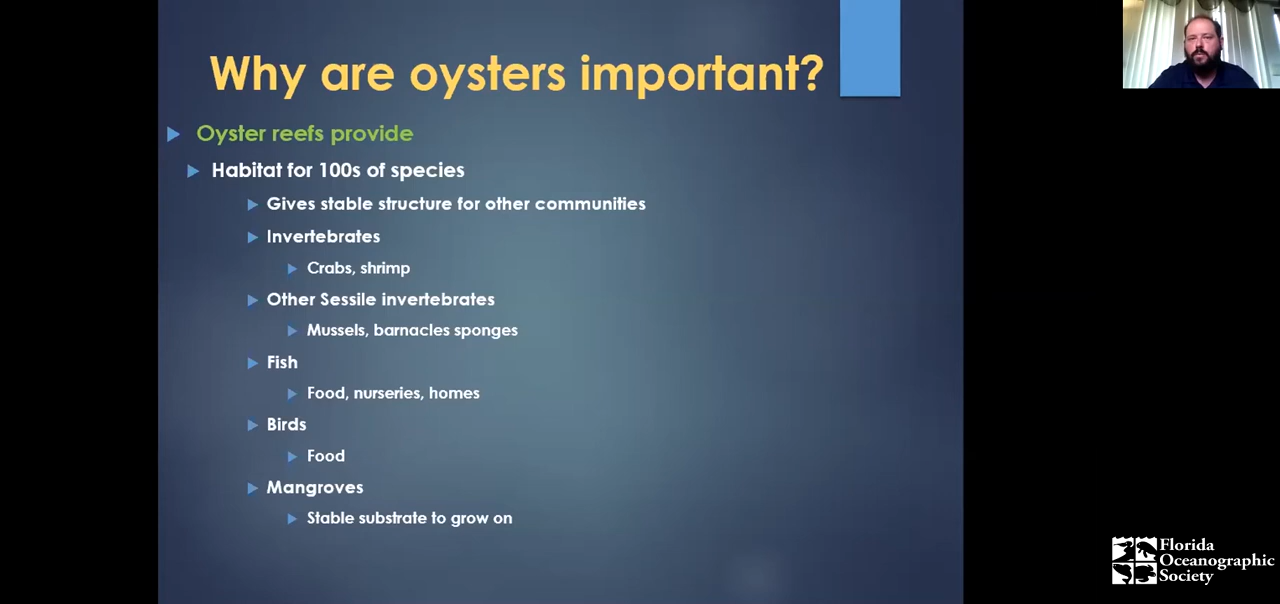 Why are oysters important?
Oyster reefs provide
Habitat for 100s of species
Gives stable structure for other communities
Invertebrates
Crabs, shrimp
Other Sessile invertebrates
Mussels, barnacles sponges
Fish
Food, nurseries, homes
Birds
Food
Mangroves
Stable substrate to grow on
Florida
Oceanographic
Society